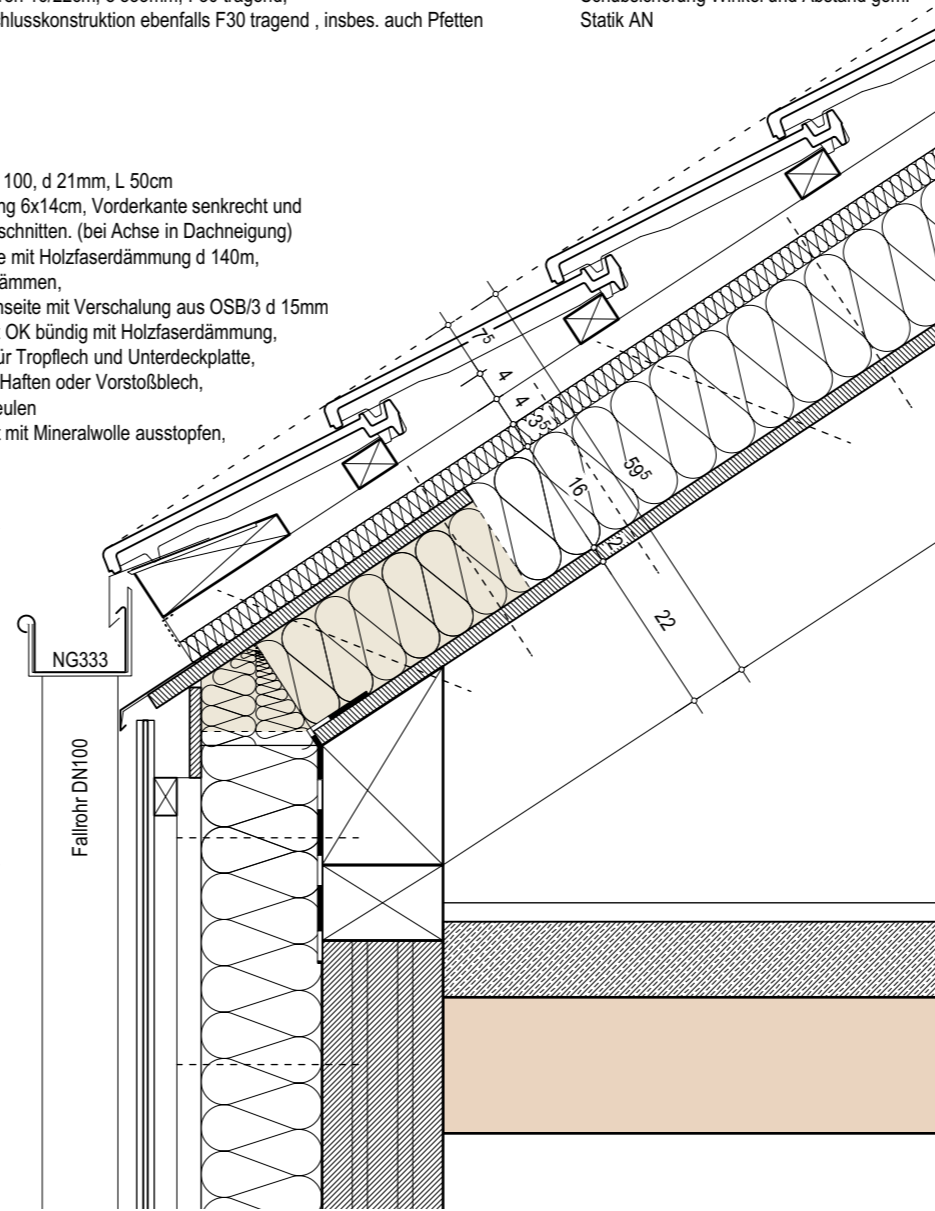 schlusskonstruktion ebenfalls F30 tragend , insbes. auch Pfetten
Statik AN
100, d 21mm, L 50cm
ng 6x14cm, Vorderkante senkrecht und
schnitten. (bei Achse in Dachneigung)
e mit Holzfaserdämmung d 140m,
ämmen,
nseite mit Verschalung aus OSB/3 d 15mm
OK bündig mit Holzfaserdämmung,
ür Tropflech und Unterdeckplatte,
Haften oder Vorstoßblech,
eulen
t mit Mineralwolle ausstopfen,
75
4
4
35
16
59⁵
2
22
NG333
Fallrohr DN100